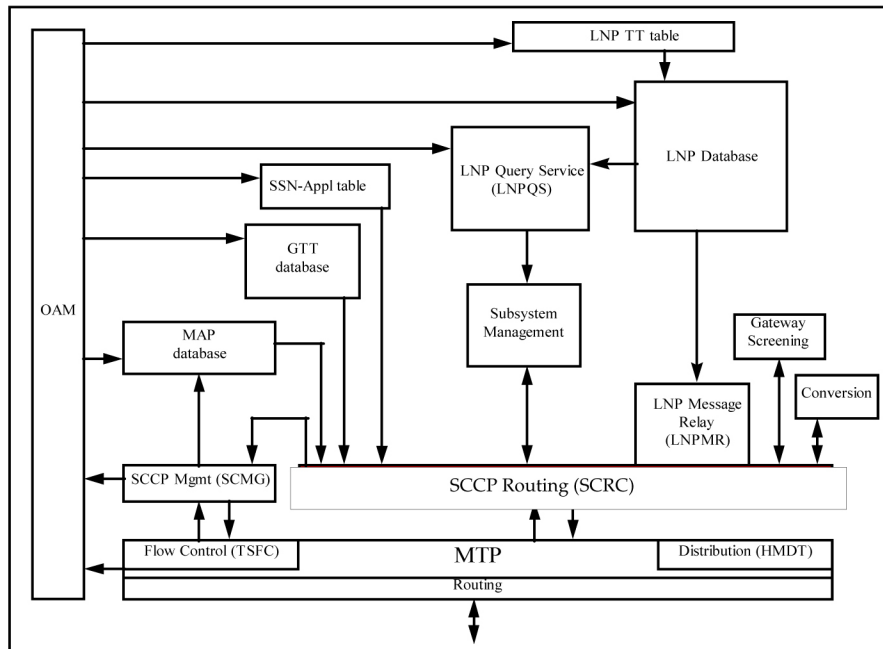 LNP TT table
LNP Database
LNP Query Service
(LNPQS)
SSN-Appl table
GTT
database
OAM
Subsystem
Management
MAP
database
Gateway
Screening
LNP Message
Relay
(LNPMR)
Conversion
SCCP Mgmt (SCMG)
SCCP Routing (SCRC)
Flow Control (TSFC)
MTP
Distribution (HMDT)
Routing